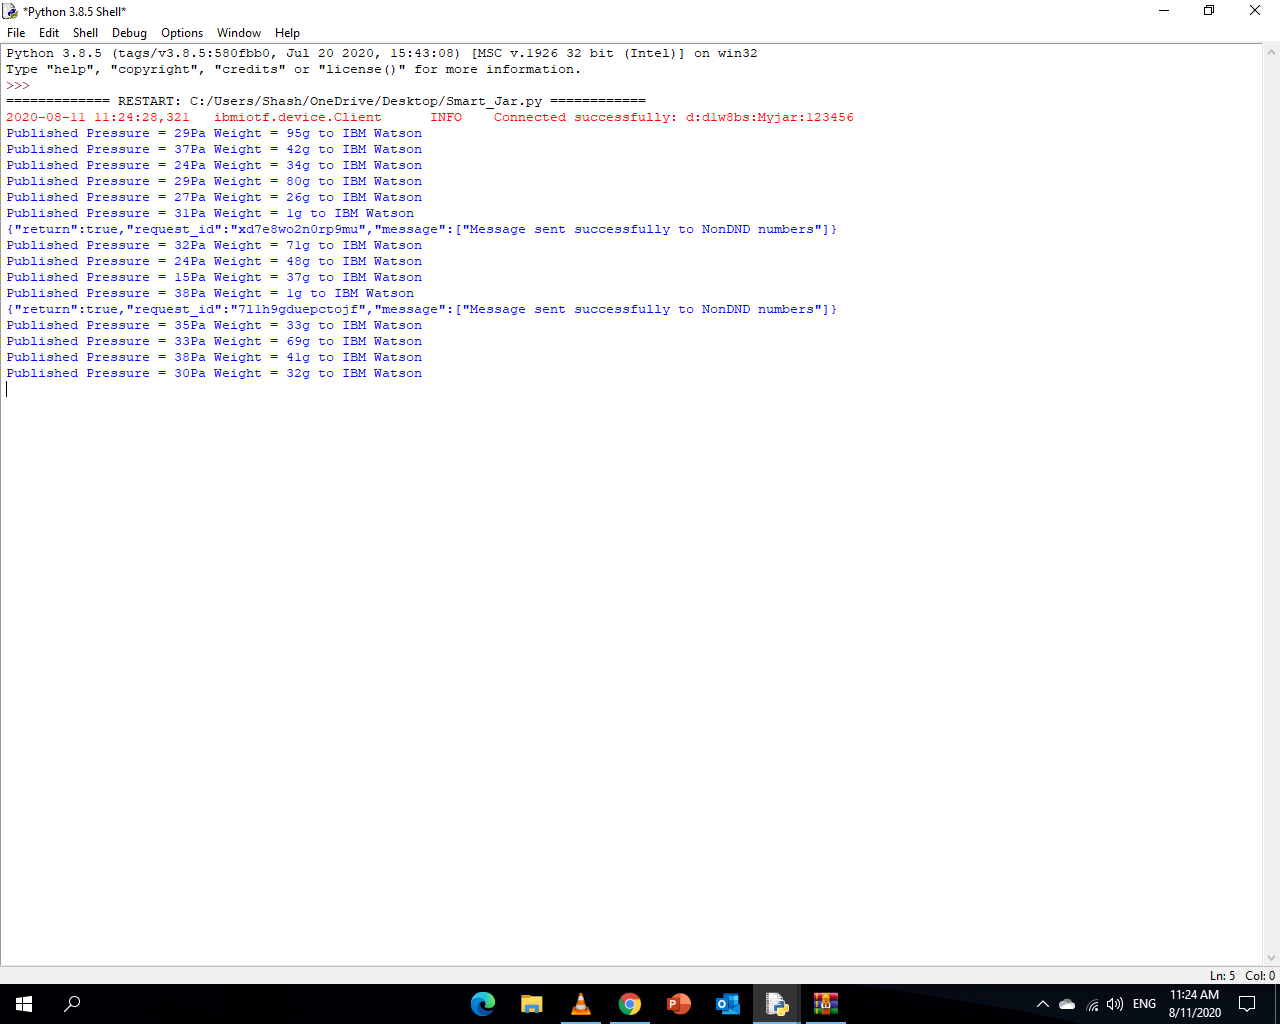 *Python 3.8.5 Shell*
File Edit Shell Debug Options Window Help
Python 3.8.5 (tags/v3.8.5:580fbb0, Jul 20 2020, 15:43:08) [MSC v.1926 32 bit (Intel)] on win32
Type "help", "copyright", "credits" or "license()" for more information.
>>>
============= RESTART: C:/Users/Shash/OneDrive/Desktop/Smart_Jar.py ============
2020-08-11 11:24:28,321 ibmiotf.device.Client INFO Connected successfully: d:d1w8bs:Myjar:123456
Published Pressure = 29Pa Weight = 95g to IBM Watson
Published Pressure = 37Pa Weight = 42g to IBM Watson
Published Pressure = 24Pa Weight = 34g to IBM Watson
Published Pressure = 29Pa Weight = 80g to IBM Watson
Published Pressure = 27Pa Weight = 26g to IBM Watson
Published Pressure = 31Pa Weight = 1g to IBM Watson
{"return":true,"request_id":"xd7e8wo2n0rp9mu","message":["Message sent successfully to NonDND numbers"]}
Published Pressure = 32Pa Weight = 71g to IBM Watson
Published Pressure = 24Pa Weight = 48g to IBM Watson
Published Pressure = 15Pa Weight = 37g to IBM Watson
Published Pressure = 38Pa Weight = 1g to IBM Watson
{"return":true,"request_id":"7l1h9gduepctojf","message":["Message sent successfully to NonDND numbers"]}
Published Pressure = 35Pa Weight = 33g to IBM Watson
Published Pressure = 33Pa Weight = 69g to IBM Watson
Published Pressure = 38Pa Weight = 41g to IBM Watson
Published Pressure = 30Pa Weight = 32g to IBM Watson
Ln: 5 Col: 0
ENG
11:24 AM
8/11/2020